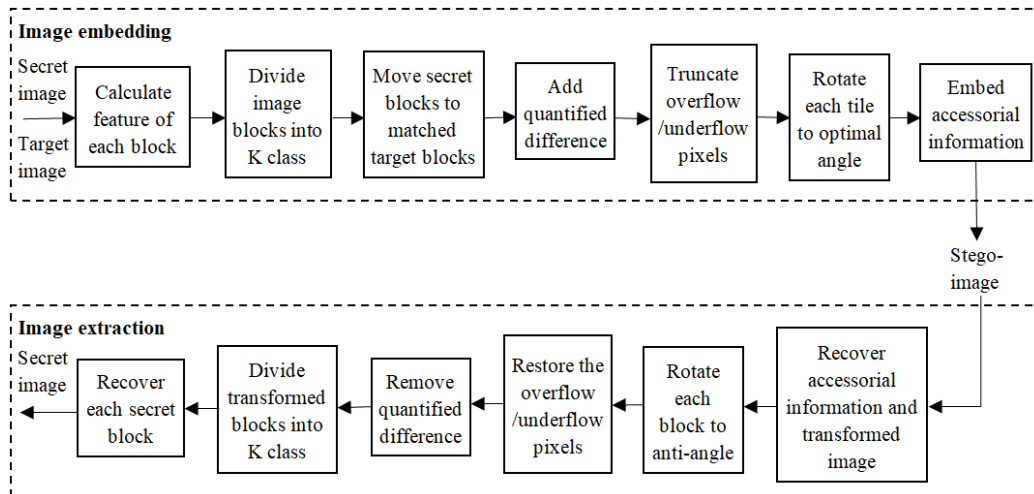 Image embedding
Secret
image
Target
image
Calculate
feature of
each block
Divide
image
blocks into
K class
Move secret
blocks to
matched
target blocks
Add
quantified
difference
Truncate
overflow
/underflow
pixels
Rotate
each tile
to optimal
angle
Embed
accessorial
information
Stego-
image
Image extraction
Secret
image
Recover
each secret
block
Divide
transformed
blocks into
K class
Remove
quantified
difference
Restore the
overflow
/underflow
pixels
Rotate
each
block to
anti-angle
Recover
accessorial
information and
transformed
image